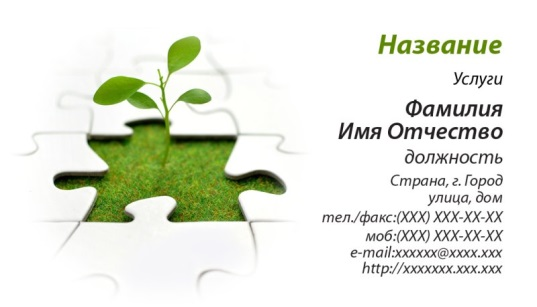 Название
Услуги
Фамилия
Имя Отчество
должность
Страна, г. Город
улица, дом
тел./факс:(XXX) XXX-XX-XX
моб:(XXX) XXX-XX-XX
e-mail:xxxxxx@xxxx.xxx
http://xxxxxxx.xxx.xxx